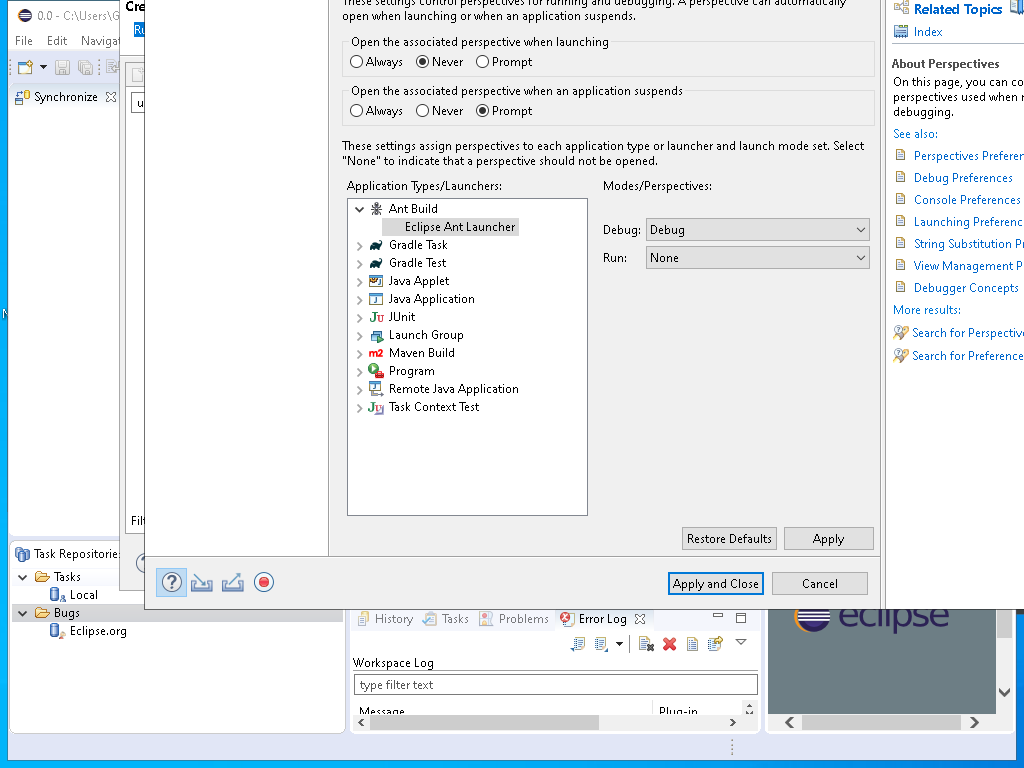 0.0 - C:\Users\G
File Edit Navigat
Synchronize
Cre
Ru
u
Filt
These settings control perspectives for running and debugging. A perspective can automatically
open when launching or when an application suspends.
Open the associated perspective when launching
Always Never Prompt
Open the associated perspective when an application suspends
Always Never Prompt
These settings assign perspectives to each application type or launcher and launch mode set. Select
"None" to indicate that a perspective should not be opened.
Application Types/Launchers:
Ant Build
Eclipse Ant Launcher
Gradle Task
Gradle Test
Java Applet
Java Application
JUnit
Launch Group
Maven Build
Program
Remote Java Application
Task Context Test
Modes/Perspectives:
Debug: Debug
Run: None
Restore Defaults Apply
Apply and Close Cancel
Related Topics
Index
About Perspectives
On this page, you can co
perspectives used when r
debugging.
See also:
Perspectives Preferen
Debug Preferences
Console Preferences
Launching Preferenc
String Substitution Pr
View Management P
Debugger Concepts
More results:
Search for Perspective
Search for Preference
Task Repositories
Tasks
Local
Bugs
Eclipse.org
History Tasks Problems Error Log
Workspace Log
type filter text
Message Plug-in
eclipse